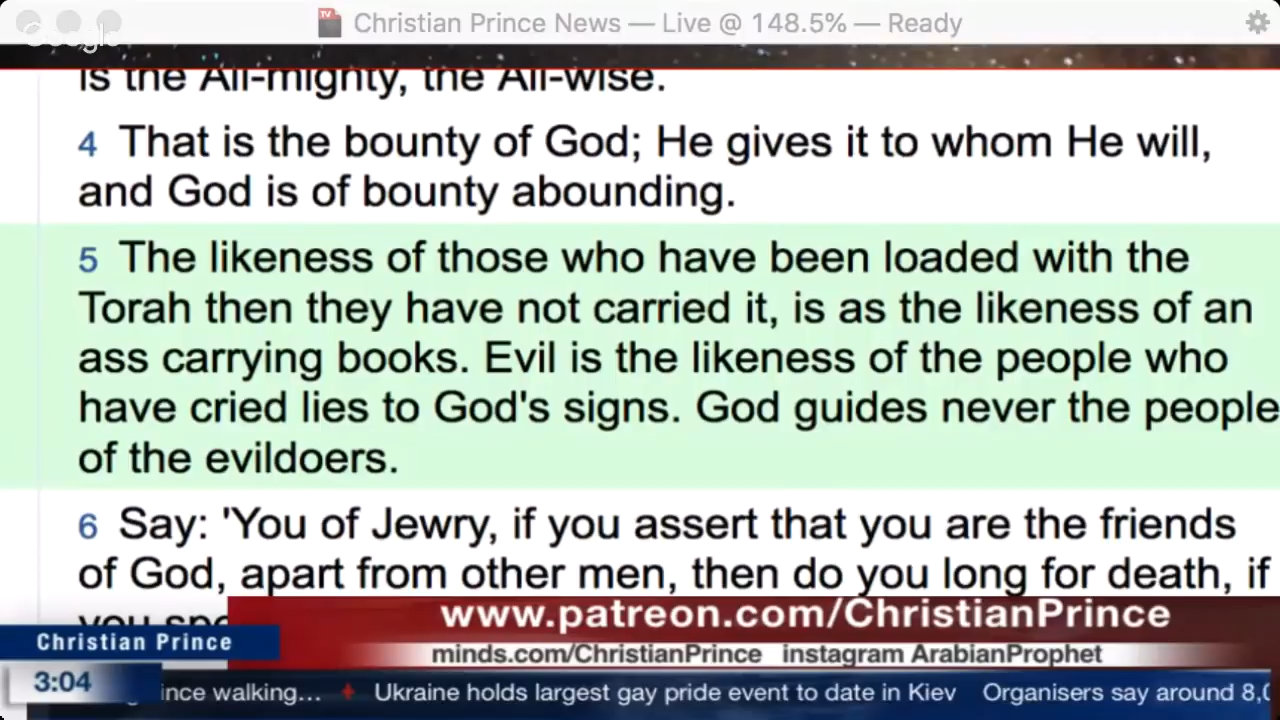 Christian Prince News — Live @ 148.5% — Ready
Google
is the All-mighty, the All-wise.
4 That is the bounty of God; He gives it to whom He will,
and God is of bounty abounding.
5 The likeness of those who have been loaded with the
Torah then they have not carried it, is as the likeness of an
ass carrying books. Evil is the likeness of the people who
have cried lies to God's signs. God guides never the people
of the evildoers.
6 Say: 'You of Jewry, if you assert that you are the friends
of God, apart from other men, then do you long for death, if
you
www.patreon.com/ChristianPrince
Christian Prince
minds.com/ChristianPrince instagram ArabianProphet
3:04
walking... Ukraine holds largest gay pride event to date in Kiev Organisers say around